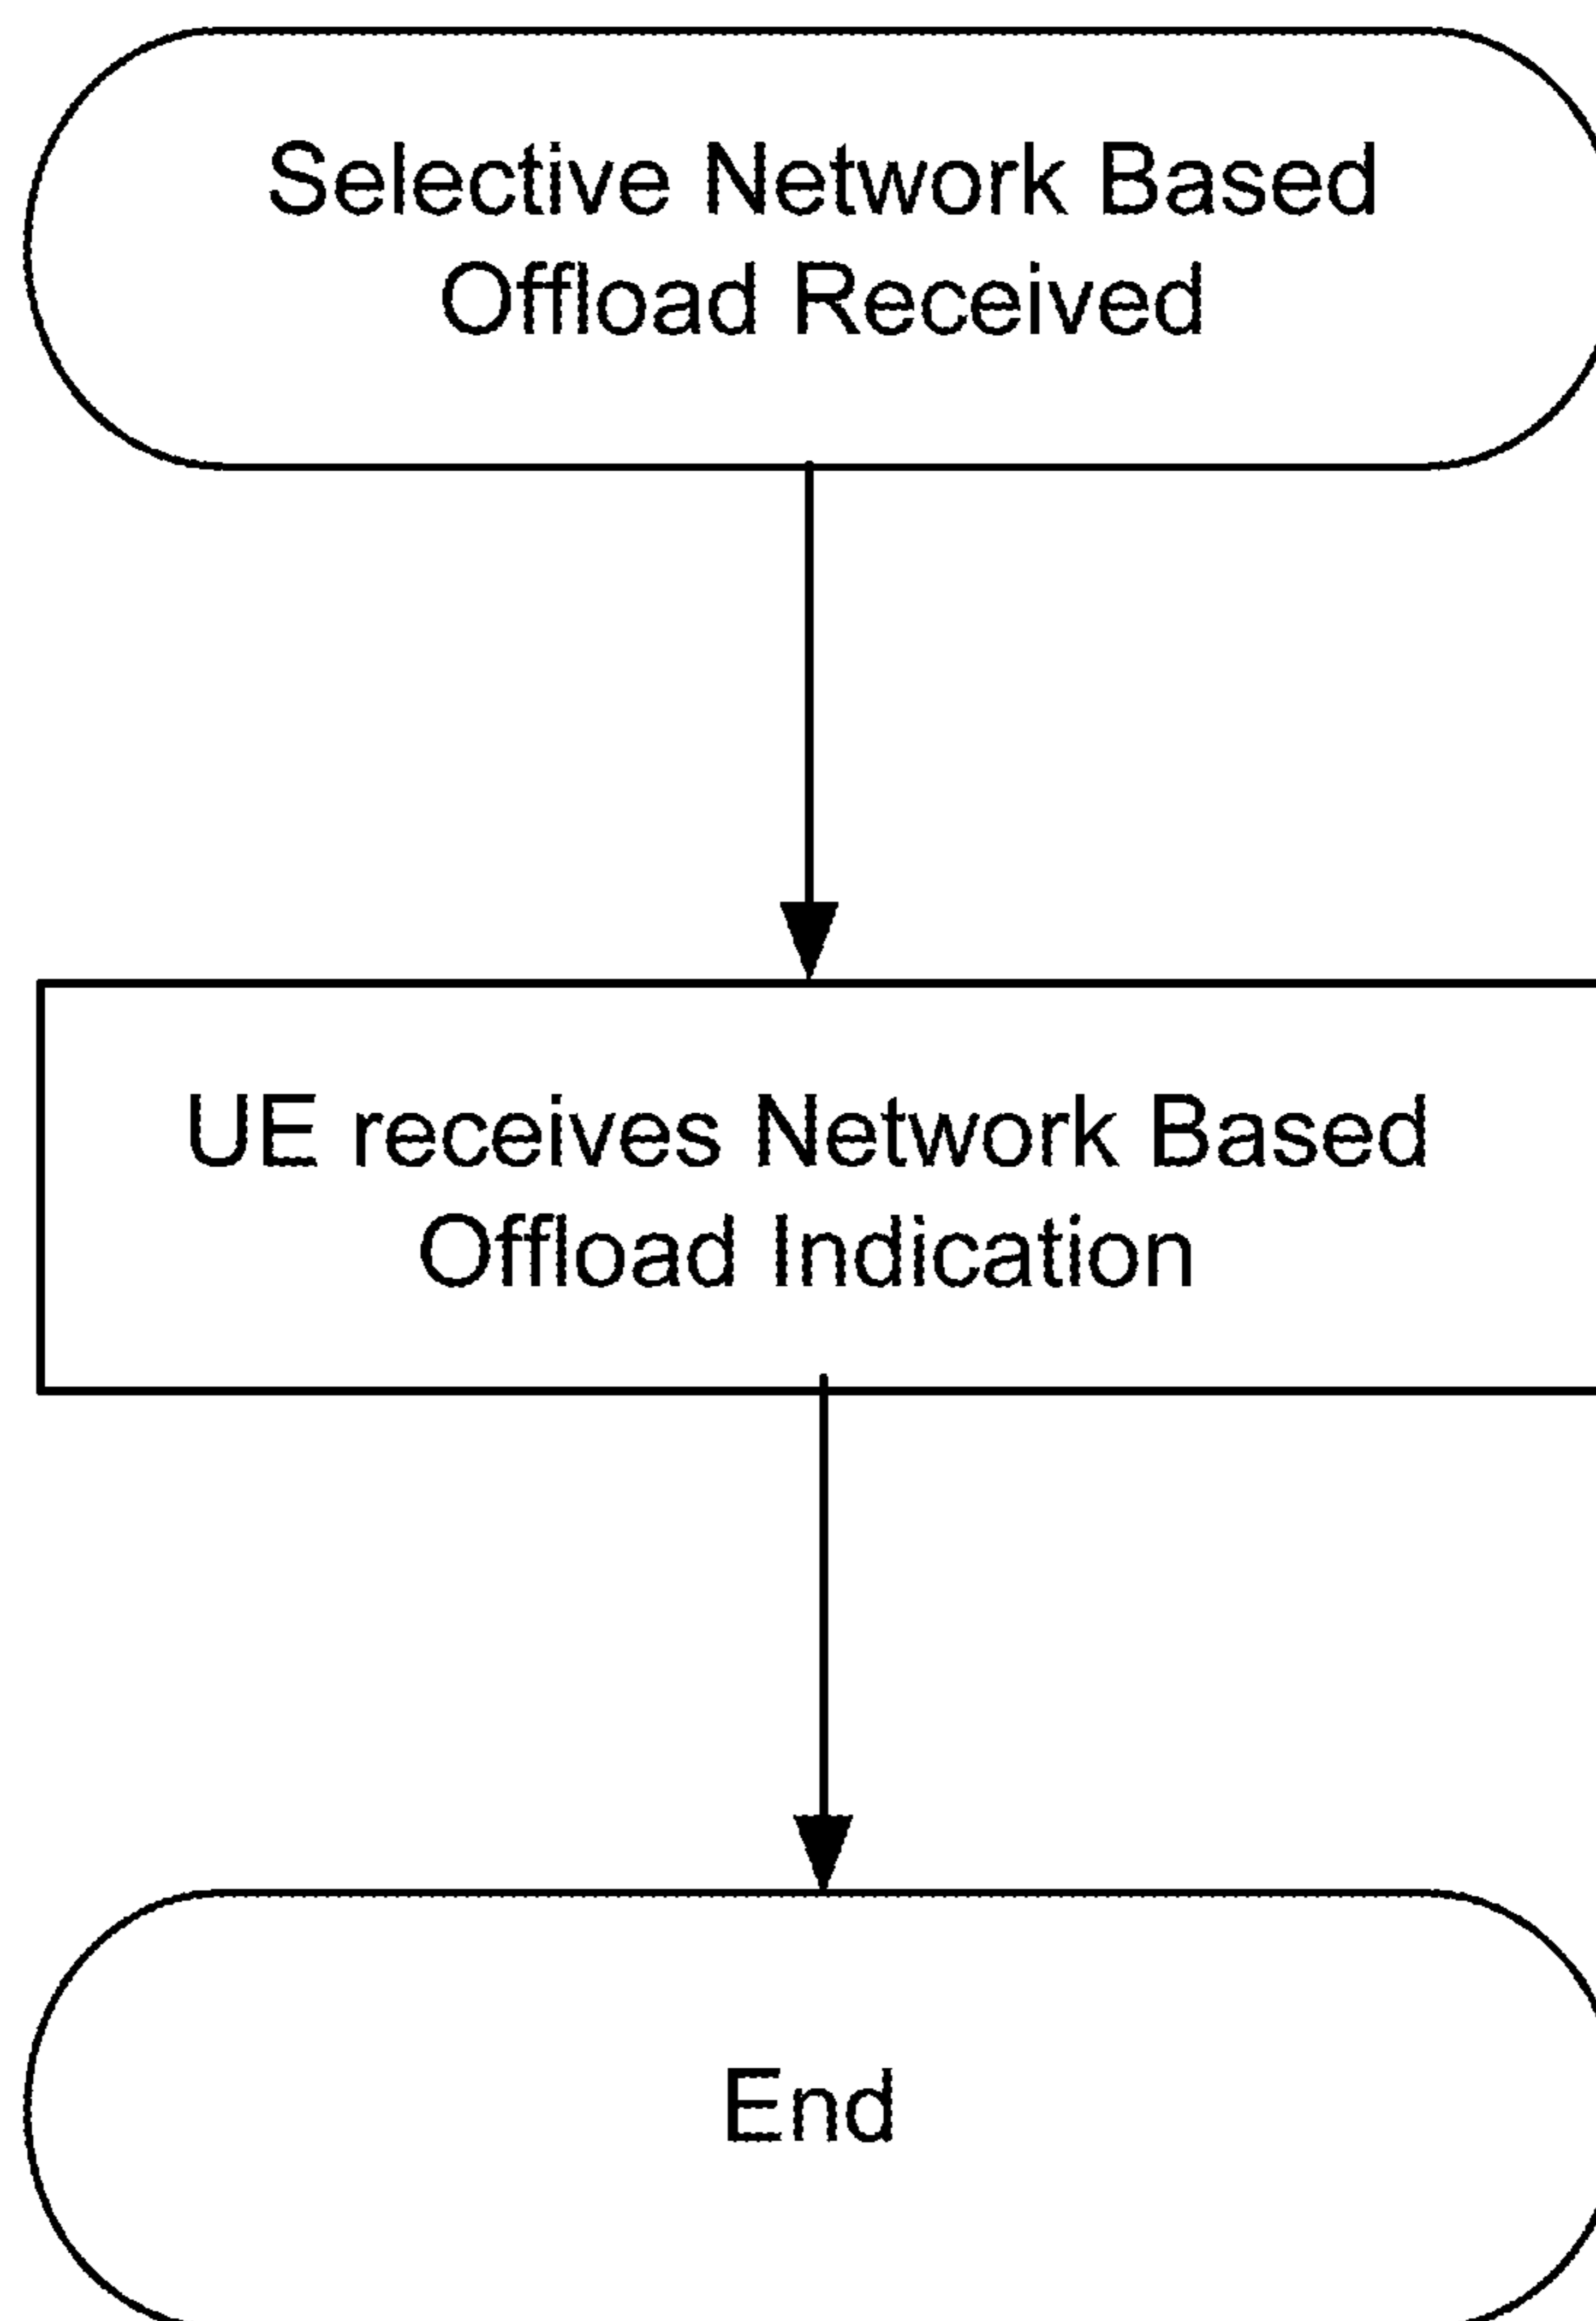 Selective Network Based
Offload Received
UE receives Network Based
Offload Indication
End